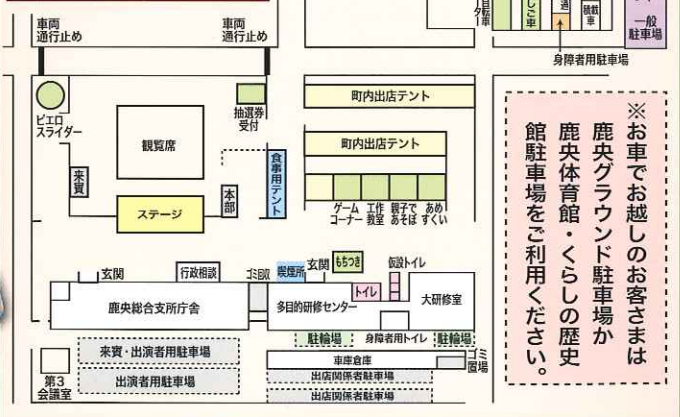 車両
通行止め
車両
通行止め
自転車
積載車
一般
駐車場
身障者用駐車場
ピエロ
スライダー
抽選券
受付
町内出店テント
観覧席
町内出店テント
食事用テント
来賓
本部
ステージ
ゲーム
コーナー
工作
教室
親子で
あそぼ
あめ
すくい
※お車でお越しのお客さまは
鹿央グラウンド駐車場か
鹿央体育館・くらしの歴史
館駐車場をご利用ください。
玄関
行政相談
ゴミ回収
喫煙所
玄関
もちつき
仮設トイレ
鹿央総合支所庁舎
多目的研修センター
トイレ
大研修室
駐輪場
身障者用トイレ
駐輪場
第3
会議室
来賓・出演者用駐車場
出演者用駐車場
車庫倉庫
ゴミ
置場
出店関係者駐車場
出店関係者駐車場